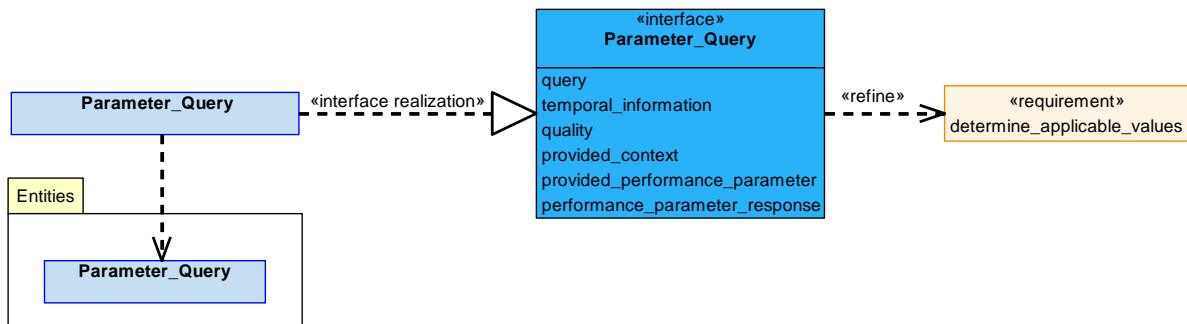 «interface»
Parameter_Query
query
temporal_information
quality
provided_context
provided_performance_parameter
performance_parameter_response
Parameter_Query
«interface realization»
«refine»
«requirement»
determine_applicable_values
Entities
Parameter_Query